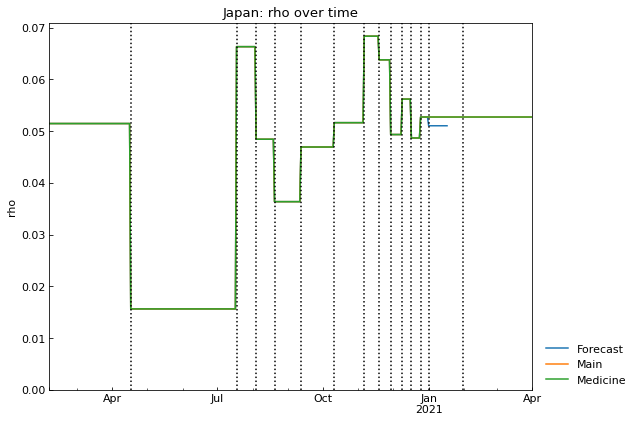 Japan: rho over time
rho
0.07
0.06
0.05
0.04
0.03
0.02
0.01
0.00
Apr
Jul
Oct
Jan
2021
Apr
Forecast
Main
Medicine